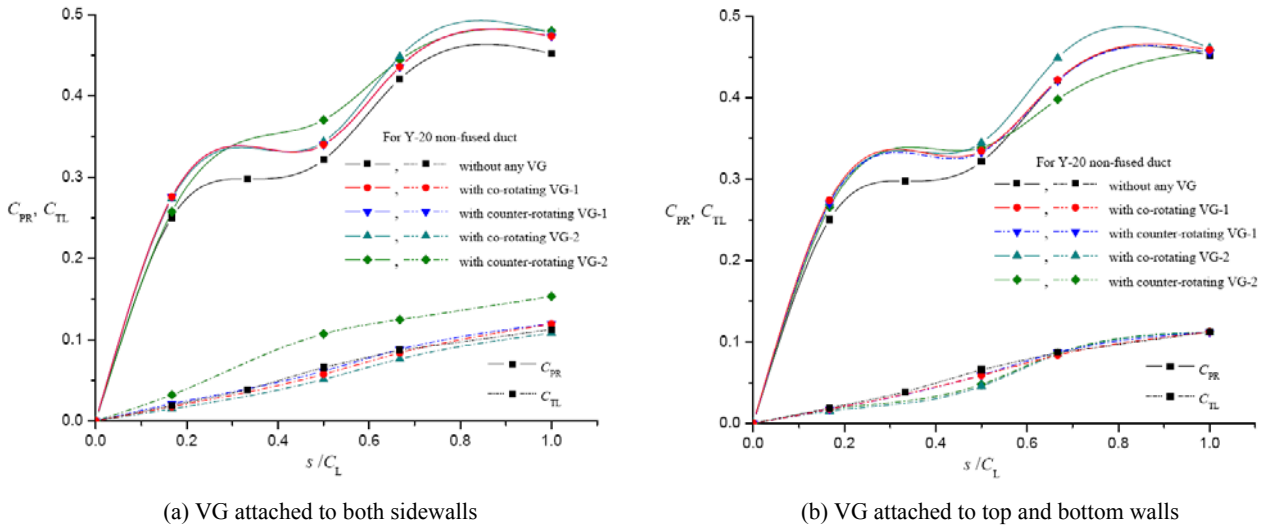 0.5
0.4
0.3
C_PR, C_TL
0.2
0.1
0.0
For Y-20 non-fused duct
, without any VG
, with co-rotating VG-1
, with counter-rotating VG-1
, with co-rotating VG-2
, with counter-rotating VG-2
C_PR
C_TL
0.0 0.2 0.4 0.6 0.8 1.0
s/C_L
(a) VG attached to both sidewalls
0.5
0.4
0.3
C_PR, C_TL
0.2
0.1
0.0
For Y-20 non-fused duct
, without any VG
, with co-rotating VG-1
, with counter-rotating VG-1
, with co-rotating VG-2
, with counter-rotating VG-2
C_PR
C_TL
0.0 0.2 0.4 0.6 0.8 1.0
s/C_L
(b) VG attached to top and bottom walls